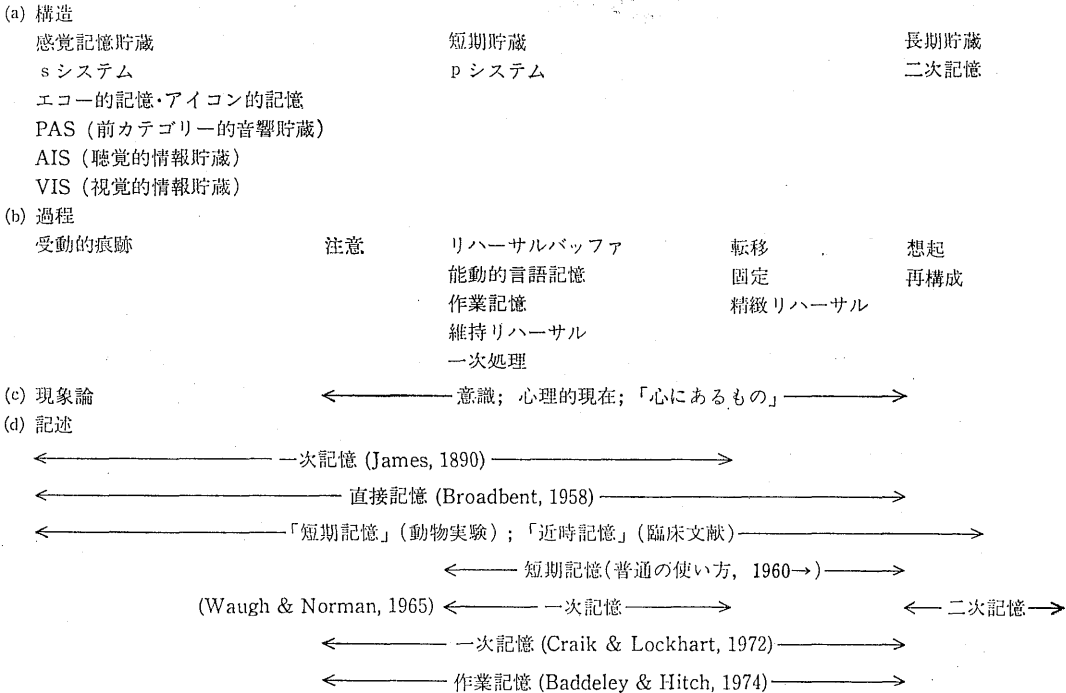 (a) 構造
感覚記憶貯蔵 短期貯蔵 長期貯蔵
sシステム pシステム 二次記憶
エコー的記憶・アイコン的記憶
PAS (前カテゴリー的音響貯蔵)
AIS (聴覚的情報貯蔵)
VIS (視覚的情報貯蔵)
(b) 過程
受動的痕跡 注意 リハーサルバッファ 転移 想起
能動的言語記憶 固定 再構成
作業記憶 精緻リハーサル
維持リハーサル
一次処理
(c) 現象論 意識; 心理的現在;「心にあるもの」
(d) 記述
一次記憶 (James, 1890)
直接記憶 (Broadbent, 1958)
「短期記憶」(動物実験);「近時記憶」(臨床文献)
短期記憶(普通の使い方, 1960→)
(Waugh & Norman, 1965) 一次記憶 二次記憶
一次記憶 (Craik & Lockhart, 1972)
作業記憶 (Baddeley & Hitch, 1974)